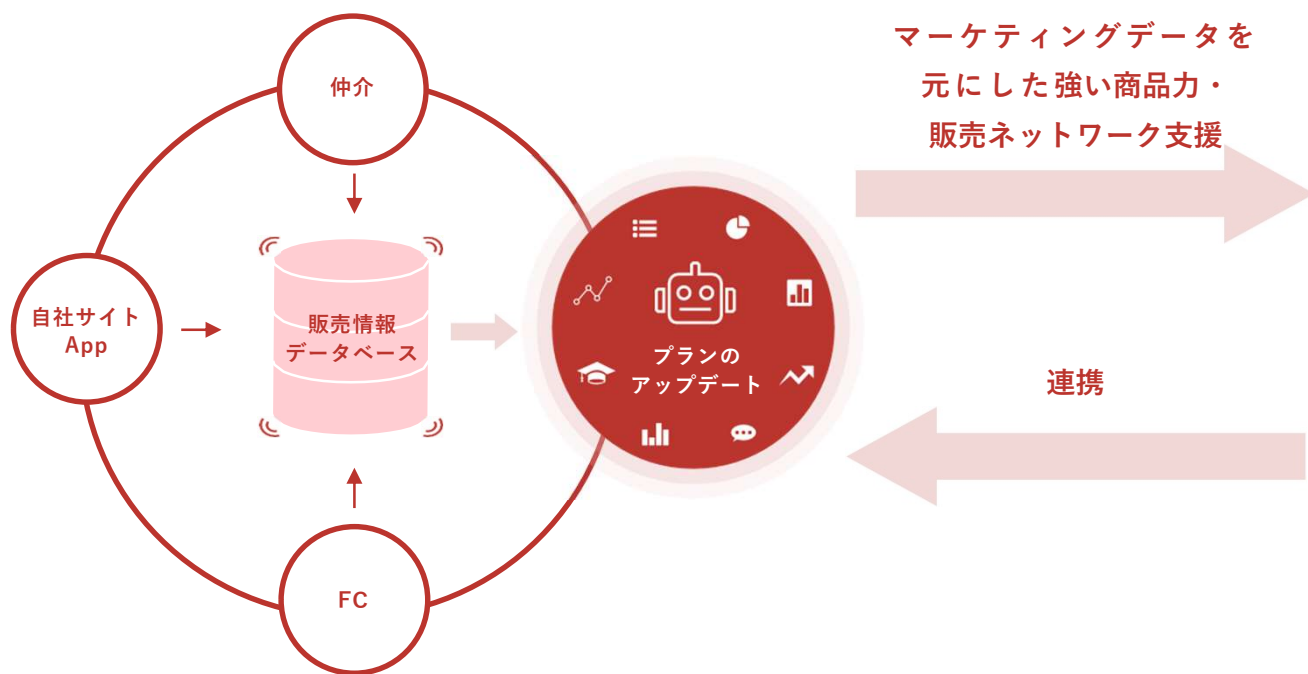 仲介
自社サイト
App
販売情報
データベース
FC
プランの
アップデート
マーケティングデータを
元にした強い商品力・
販売ネットワーク支援
連携